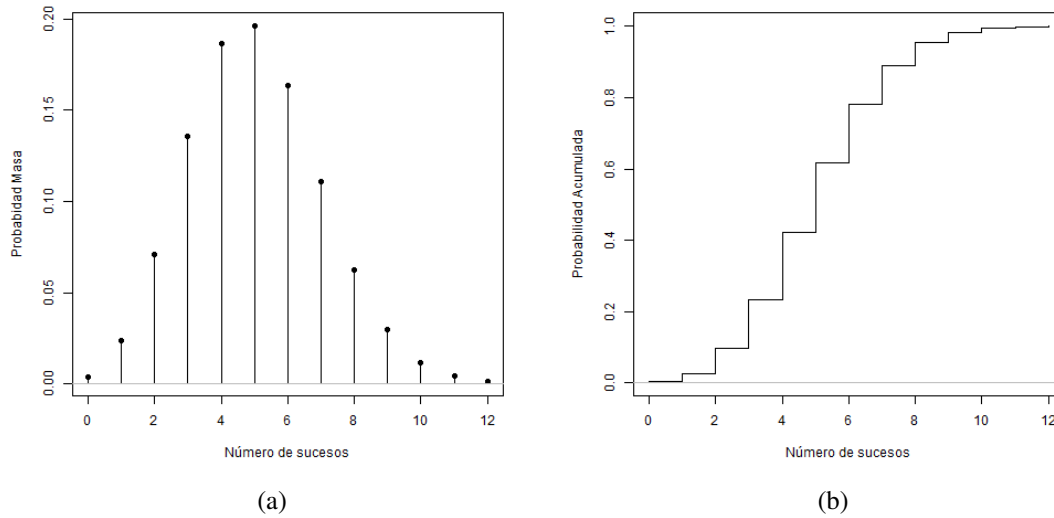 0.20
0.15
0.10
0.05
0.00
Probabidad Masa
0 2 4 6 8 10 12
Número de sucesos
(a)
1.0
0.8
0.6
0.4
0.2
0.0
Probabilidad Acumulada
0 2 4 6 8 10 12
Número de sucesos
(b)